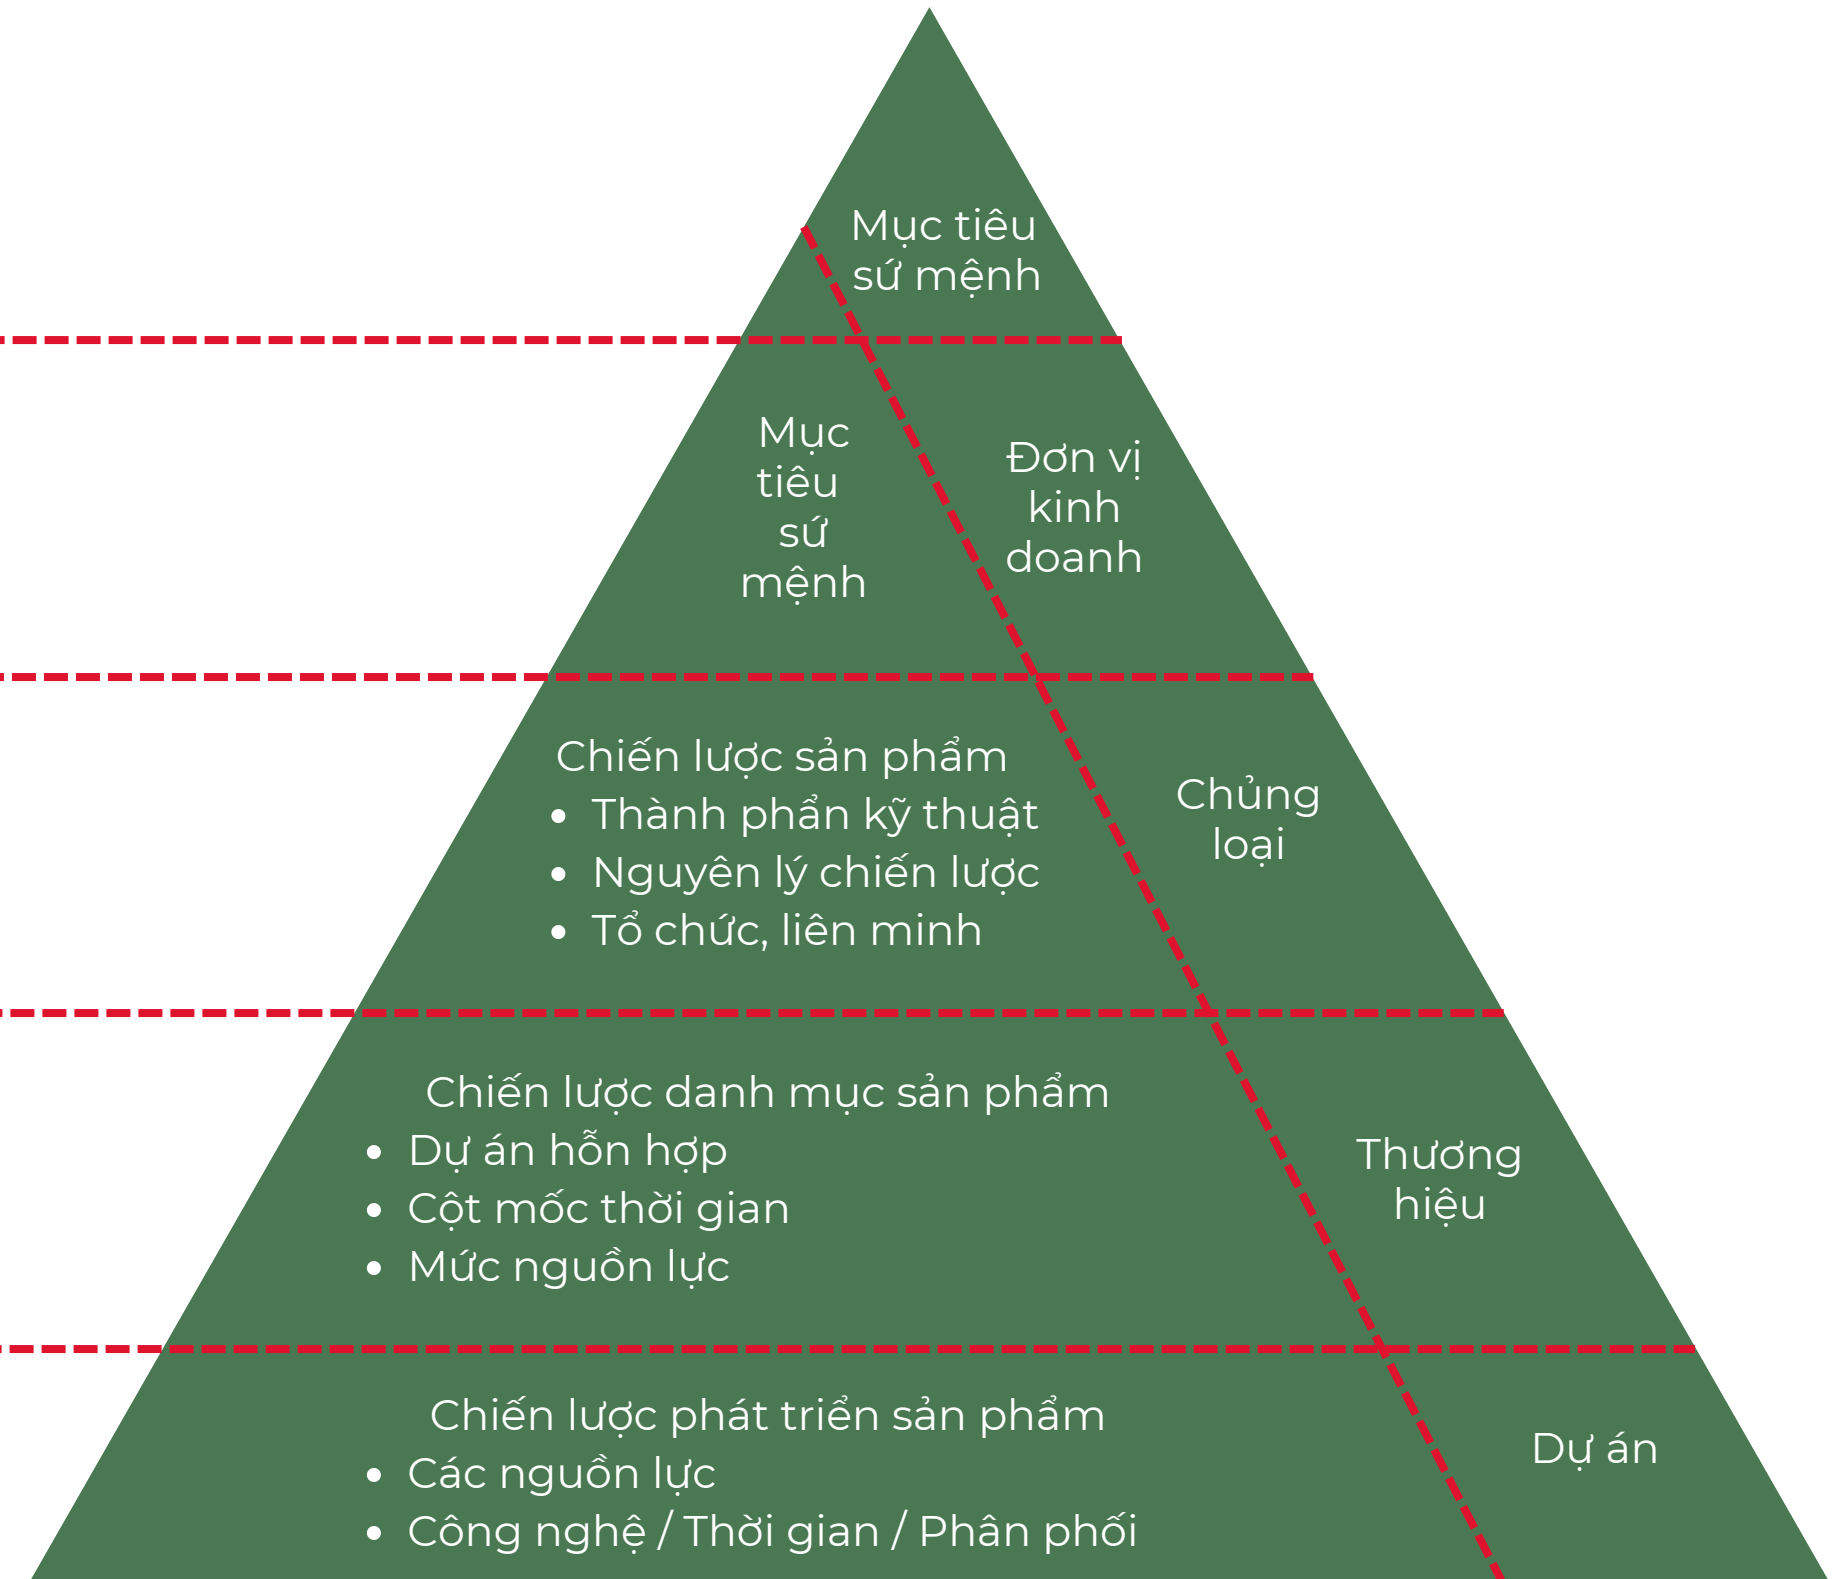 Mục tiêu
sứ mệnh
Mục
tiêu
sứ
mệnh
Đơn vị
kinh
doanh
Chiến lược sản phẩm
• Thành phẩn kỹ thuật
• Nguyên lý chiến lược
• Tổ chức, liên minh
Chủng
loại
Chiến lược danh mục sản phẩm
• Dự án hỗn hợp
• Cột mốc thời gian
• Mức nguồn lực
Thương
hiệu
Chiến lược phát triển sản phẩm
• Các nguồn lực
• Công nghệ / Thời gian / Phân phối
Dự án